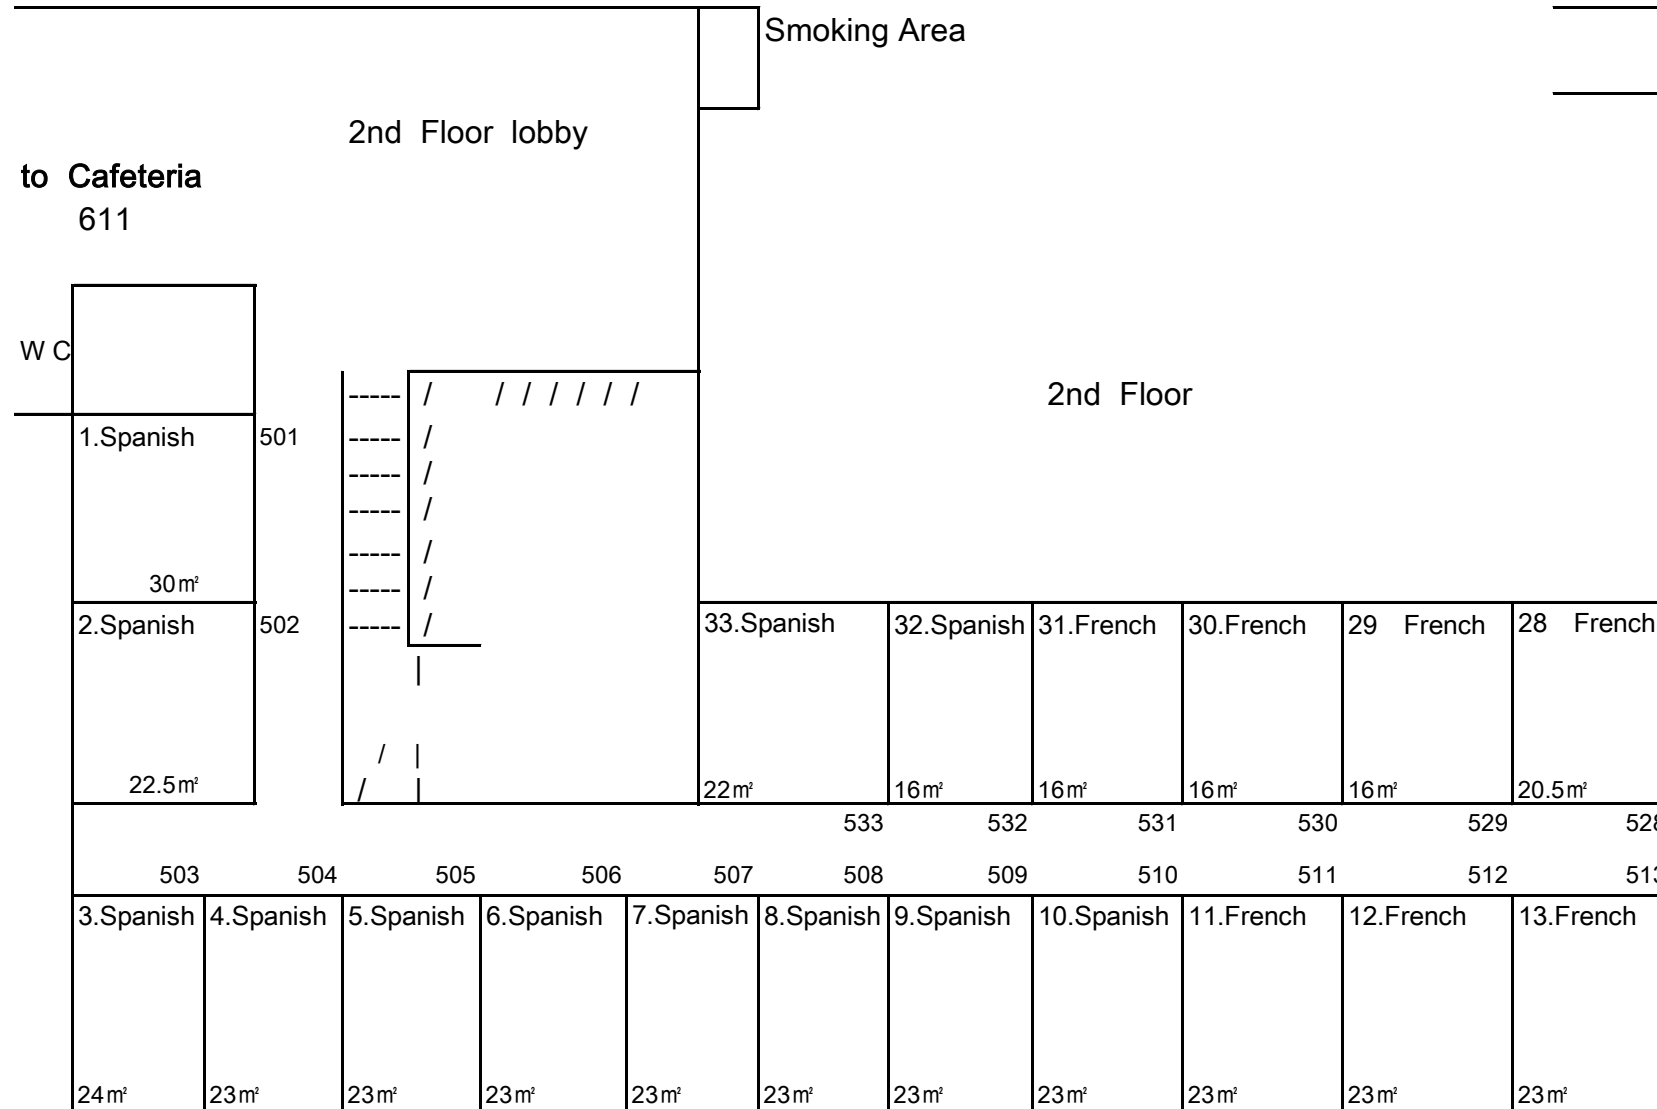 Smoking Area
2nd Floor lobby
to Cafeteria
611
W C
2nd Floor
----- / / / / / / /
1.Spanish 501 ----- /
----- /
----- /
----- /
30㎡ ----- /
2.Spanish 502 ----- / 33.Spanish 32.Spanish 31.French 30.French 29 French 28 French
|
/ |
22.5㎡ / | 22㎡ 16㎡ 16㎡ 16㎡ 16㎡ 20.5㎡
533 532 531 530 529 528
503 504 505 506 507 508 509 510 511 512 513
3.Spanish 4.Spanish 5.Spanish 6.Spanish 7.Spanish 8.Spanish 9.Spanish 10.Spanish 11.French 12.French 13.French
24㎡ 23㎡ 23㎡ 23㎡ 23㎡ 23㎡ 23㎡ 23㎡ 23㎡ 23㎡ 23㎡